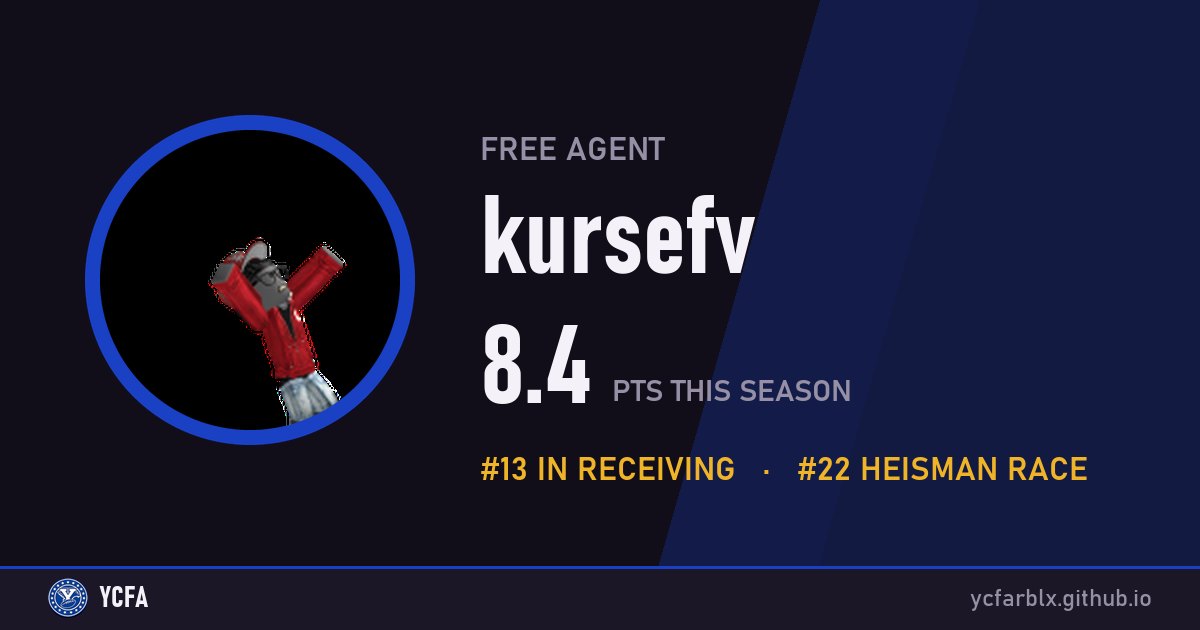 FREE AGENT
kursefv
8.4 PTS THIS SEASON
#13 IN RECEIVING · #22 HEISMAN RACE
YCFA
ycfarblx.github.io